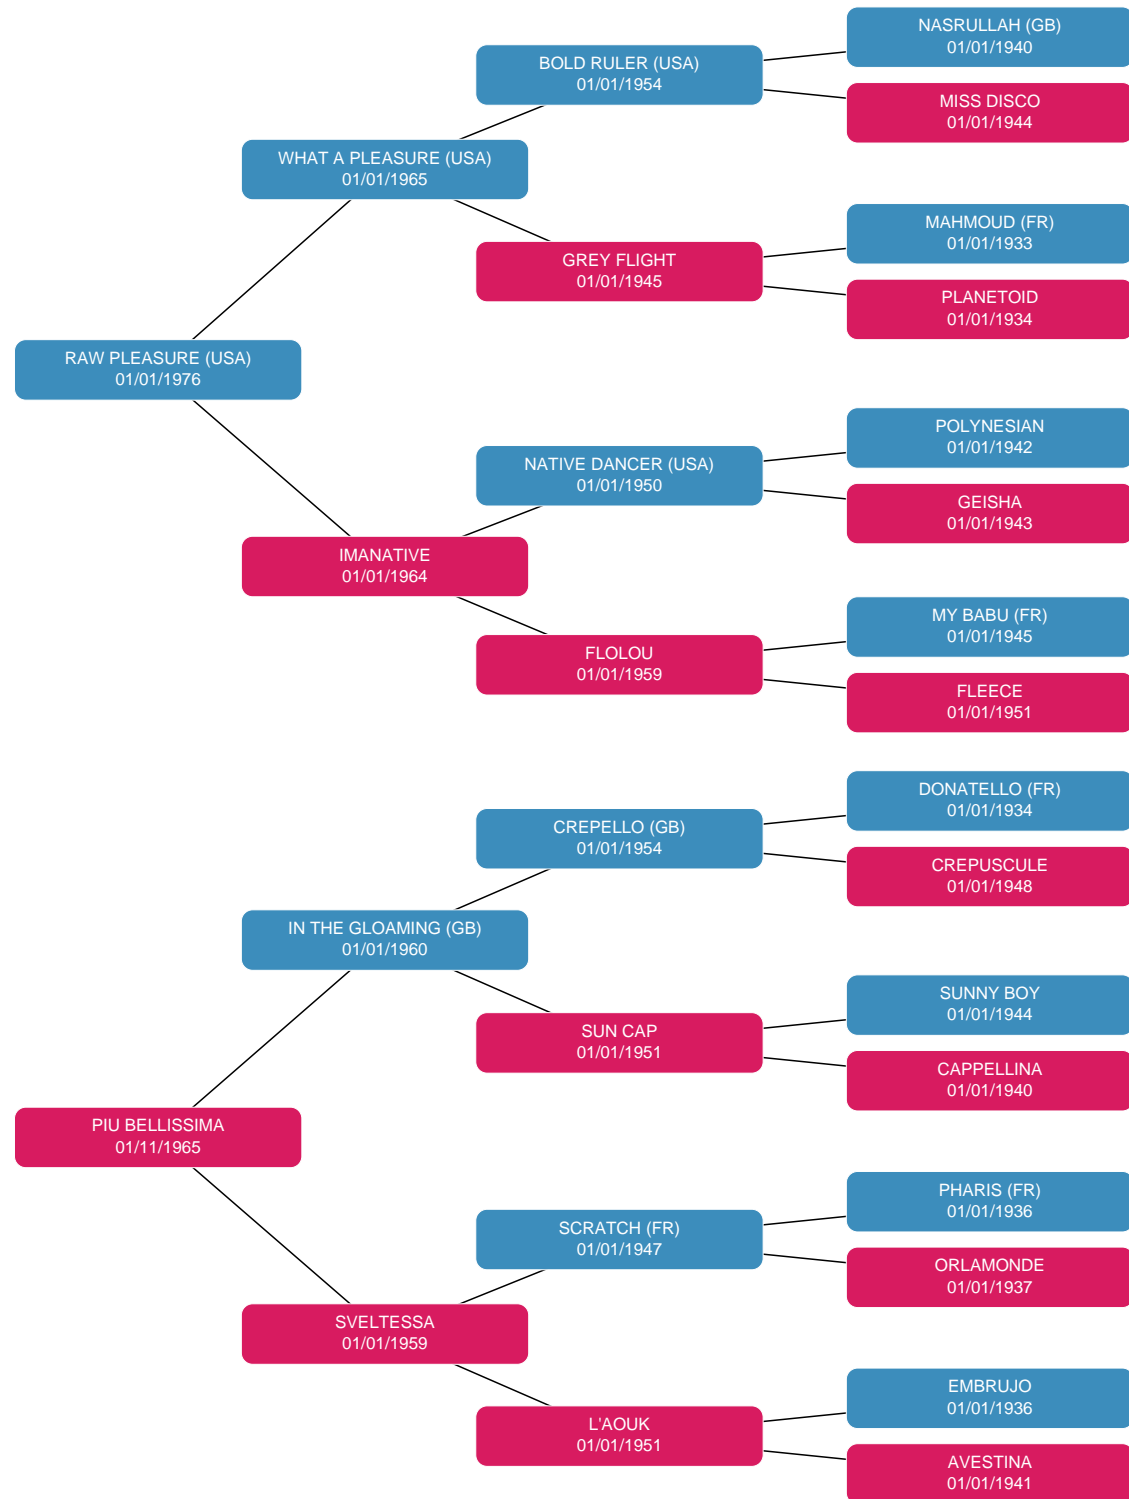 NASRULLAH (GB)
01/01/1940
BOLD RULER (USA)
01/01/1954
MISS DISCO
01/01/1944
WHAT A PLEASURE (USA)
01/01/1965
MAHMOUD (FR)
01/01/1933
GREY FLIGHT
01/01/1945
PLANETOID
01/01/1934
RAW PLEASURE (USA)
01/01/1976
POLYNESIAN
01/01/1942
NATIVE DANCER (USA)
01/01/1950
GEISHA
01/01/1943
IMANATIVE
01/01/1964
MY BABU (FR)
01/01/1945
FLOLOU
01/01/1959
FLEECE
01/01/1951
DONATELLO (FR)
01/01/1934
CREPELLO (GB)
01/01/1954
CREPUSCULE
01/01/1948
IN THE GLOAMING (GB)
01/01/1960
SUNNY BOY
01/01/1944
SUN CAP
01/01/1951
CAPPELLINA
01/01/1940
PIU BELLISSIMA
01/11/1965
PHARIS (FR)
01/01/1936
SCRATCH (FR)
01/01/1947
ORLAMONDE
01/01/1937
SVELTESSA
01/01/1959
EMBRUJO
01/01/1936
L'AOUK
01/01/1951
AVESTINA
01/01/1941